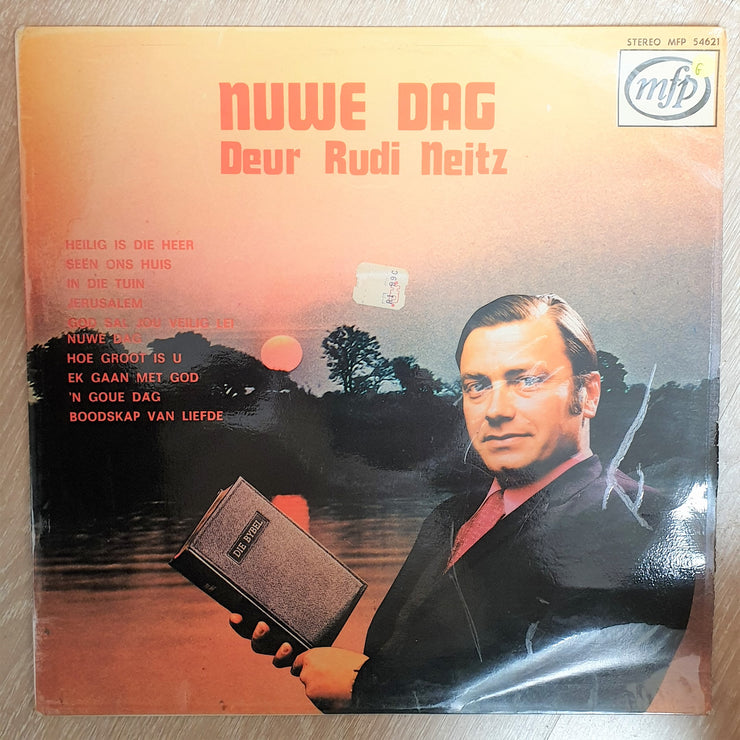 STEREO MFP 54621
mfp
G
NUWE DAG
Deur Rudi Neitz
HEILIG IS DIE HEER
SEËN ONS HUIS
IN DIE TUIN
JERUSALEM
GOD SAL JOU VEILIG LEI
NUWE DAG
HOE GROOT IS U
EK GAAN MET GOD
'N GOUE DAG
BOODSKAP VAN LIEFDE
DIE BYBEL